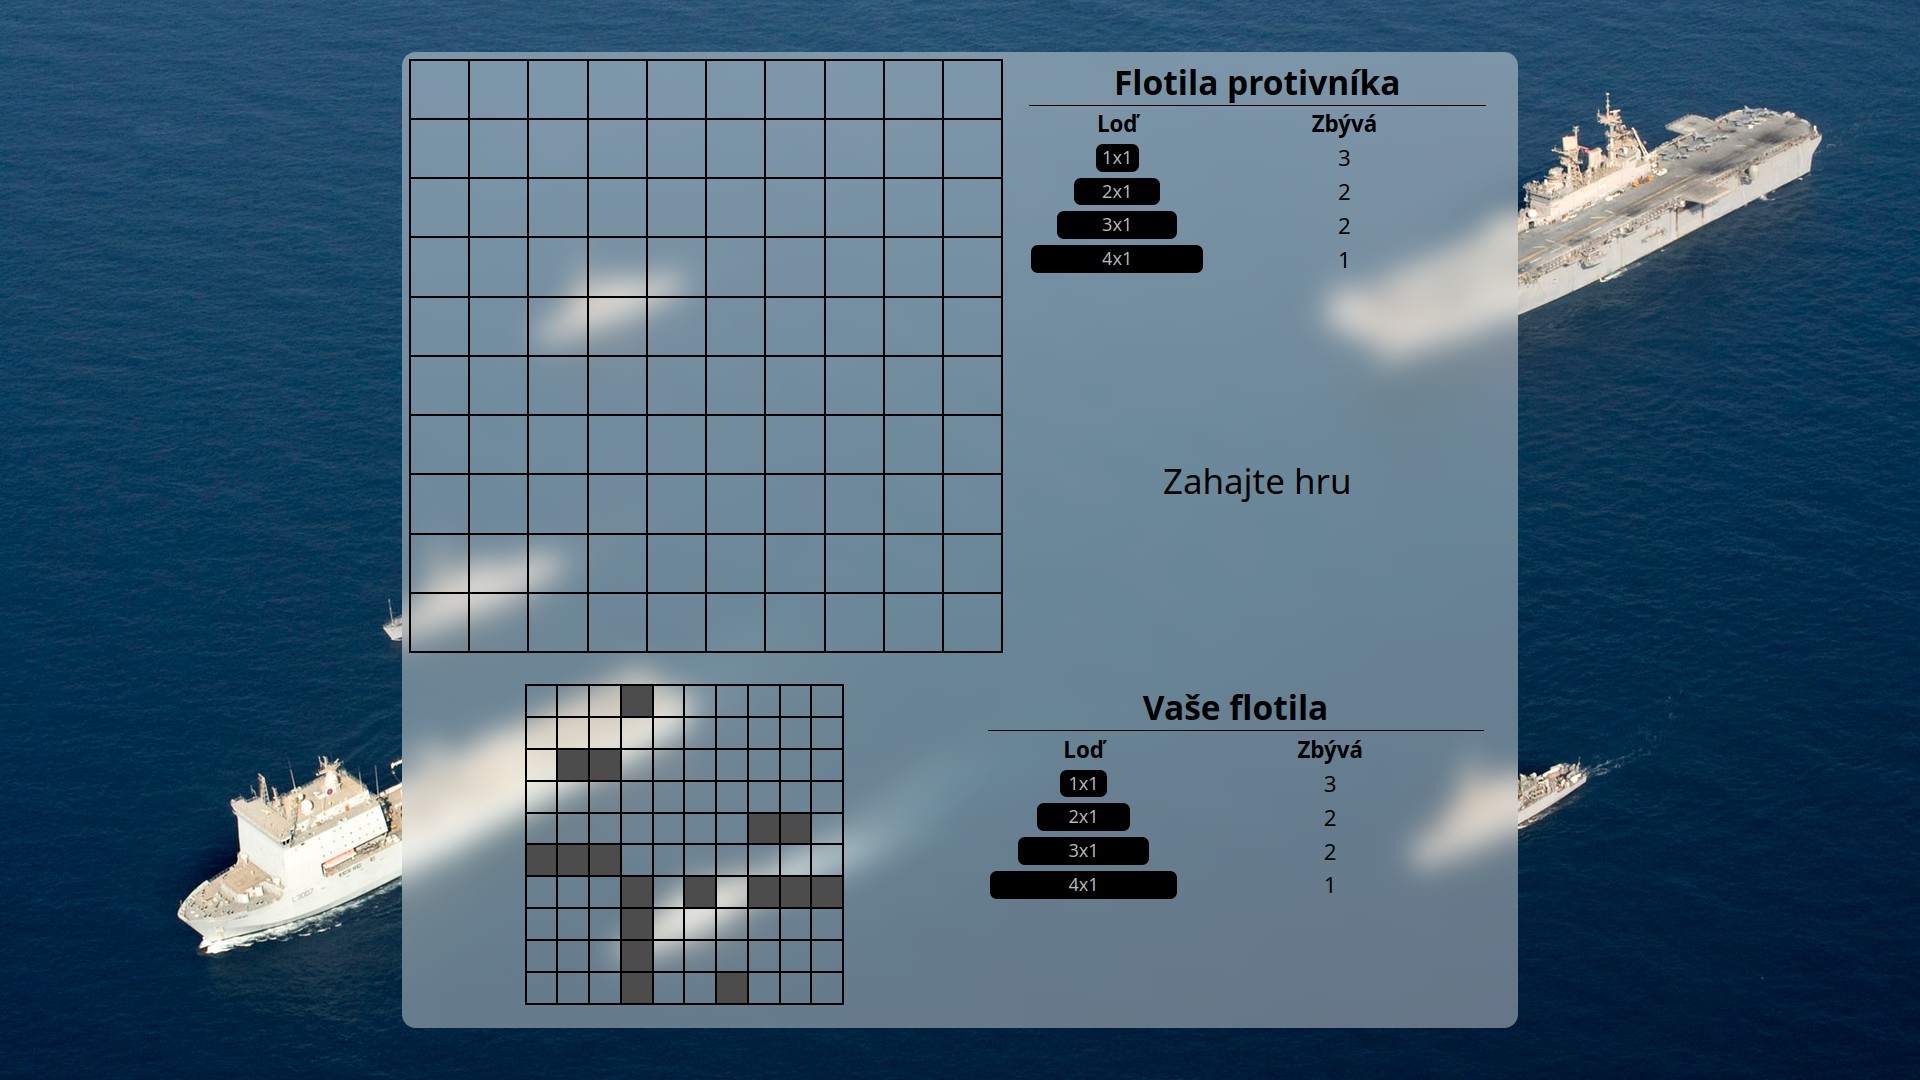 Flotila protivníka
Loď Zbývá
1x1 3
2x1 2
3x1 2
4x1 1
Zahajte hru
Vaše flotila
Loď Zbývá
1x1 3
2x1 2
3x1 2
4x1 1